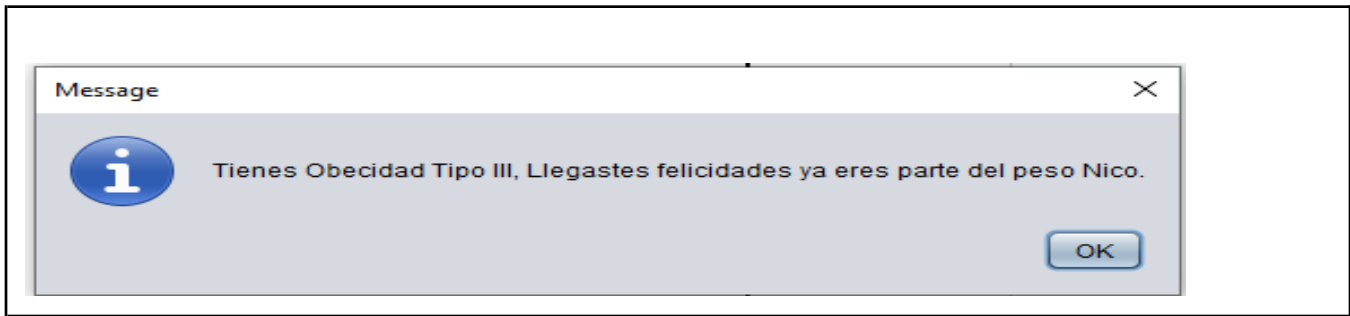 Message
Tienes Obecidad Tipo III, Llegastes felicidades ya eres parte del peso Nico.
OK